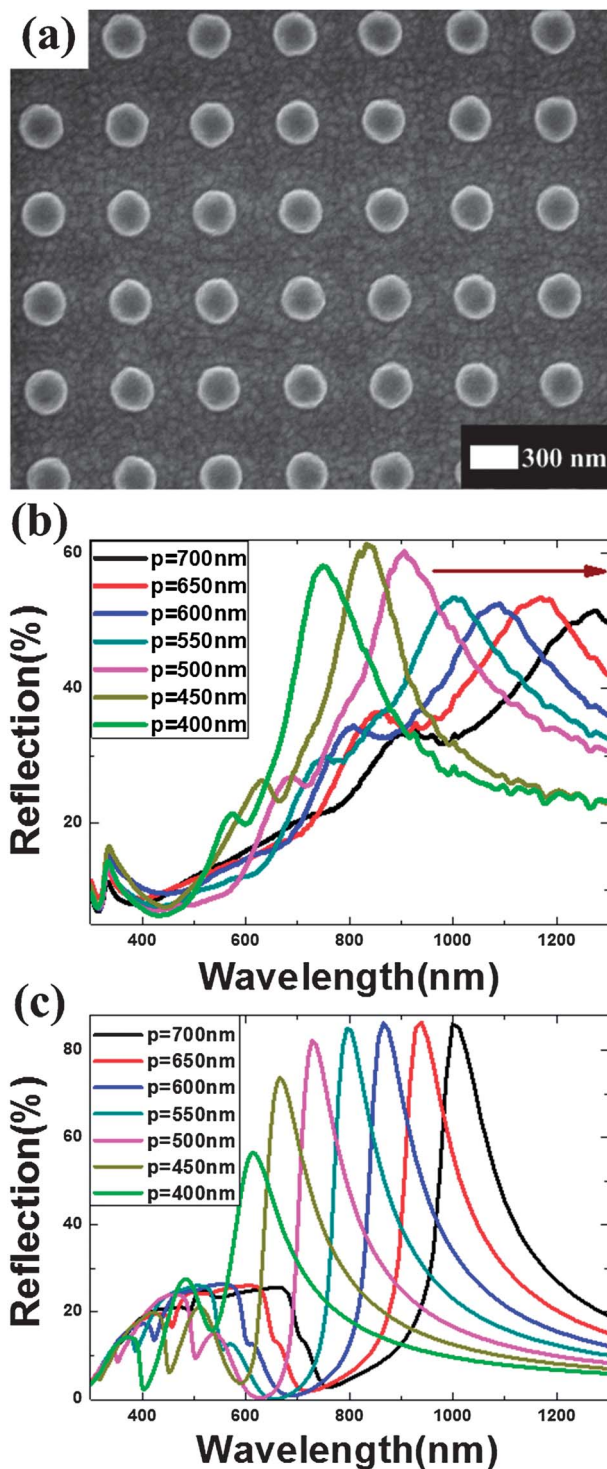 (a)
300 nm
(b)
60
40
20
Reflection(%)
p=700nm
p=650nm
p=600nm
p=550nm
p=500nm
p=450nm
p=400nm
400 600 800 1000 1200
Wavelength(nm)
(c)
80
60
40
20
0
Reflection(%)
p=700nm
p=650nm
p=600nm
p=550nm
p=500nm
p=450nm
p=400nm
400 600 800 1000 1200
Wavelength(nm)